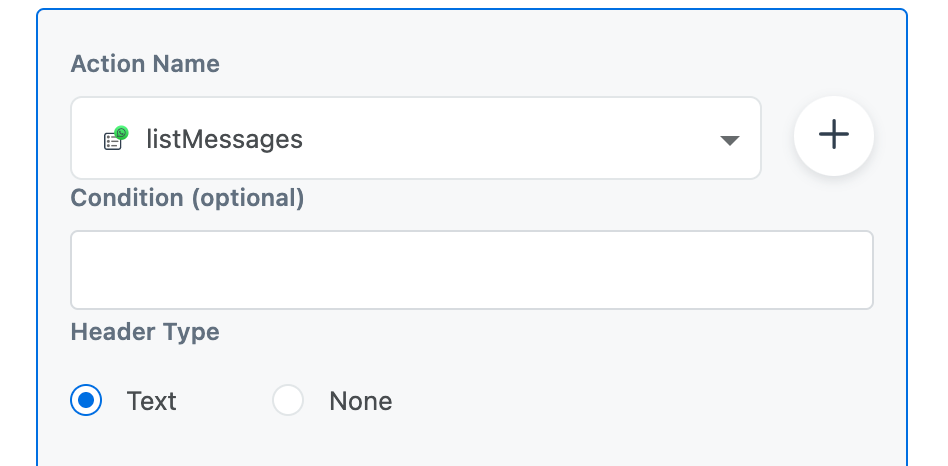 Action Name
listMessages
Condition (optional)
Header Type
Text None